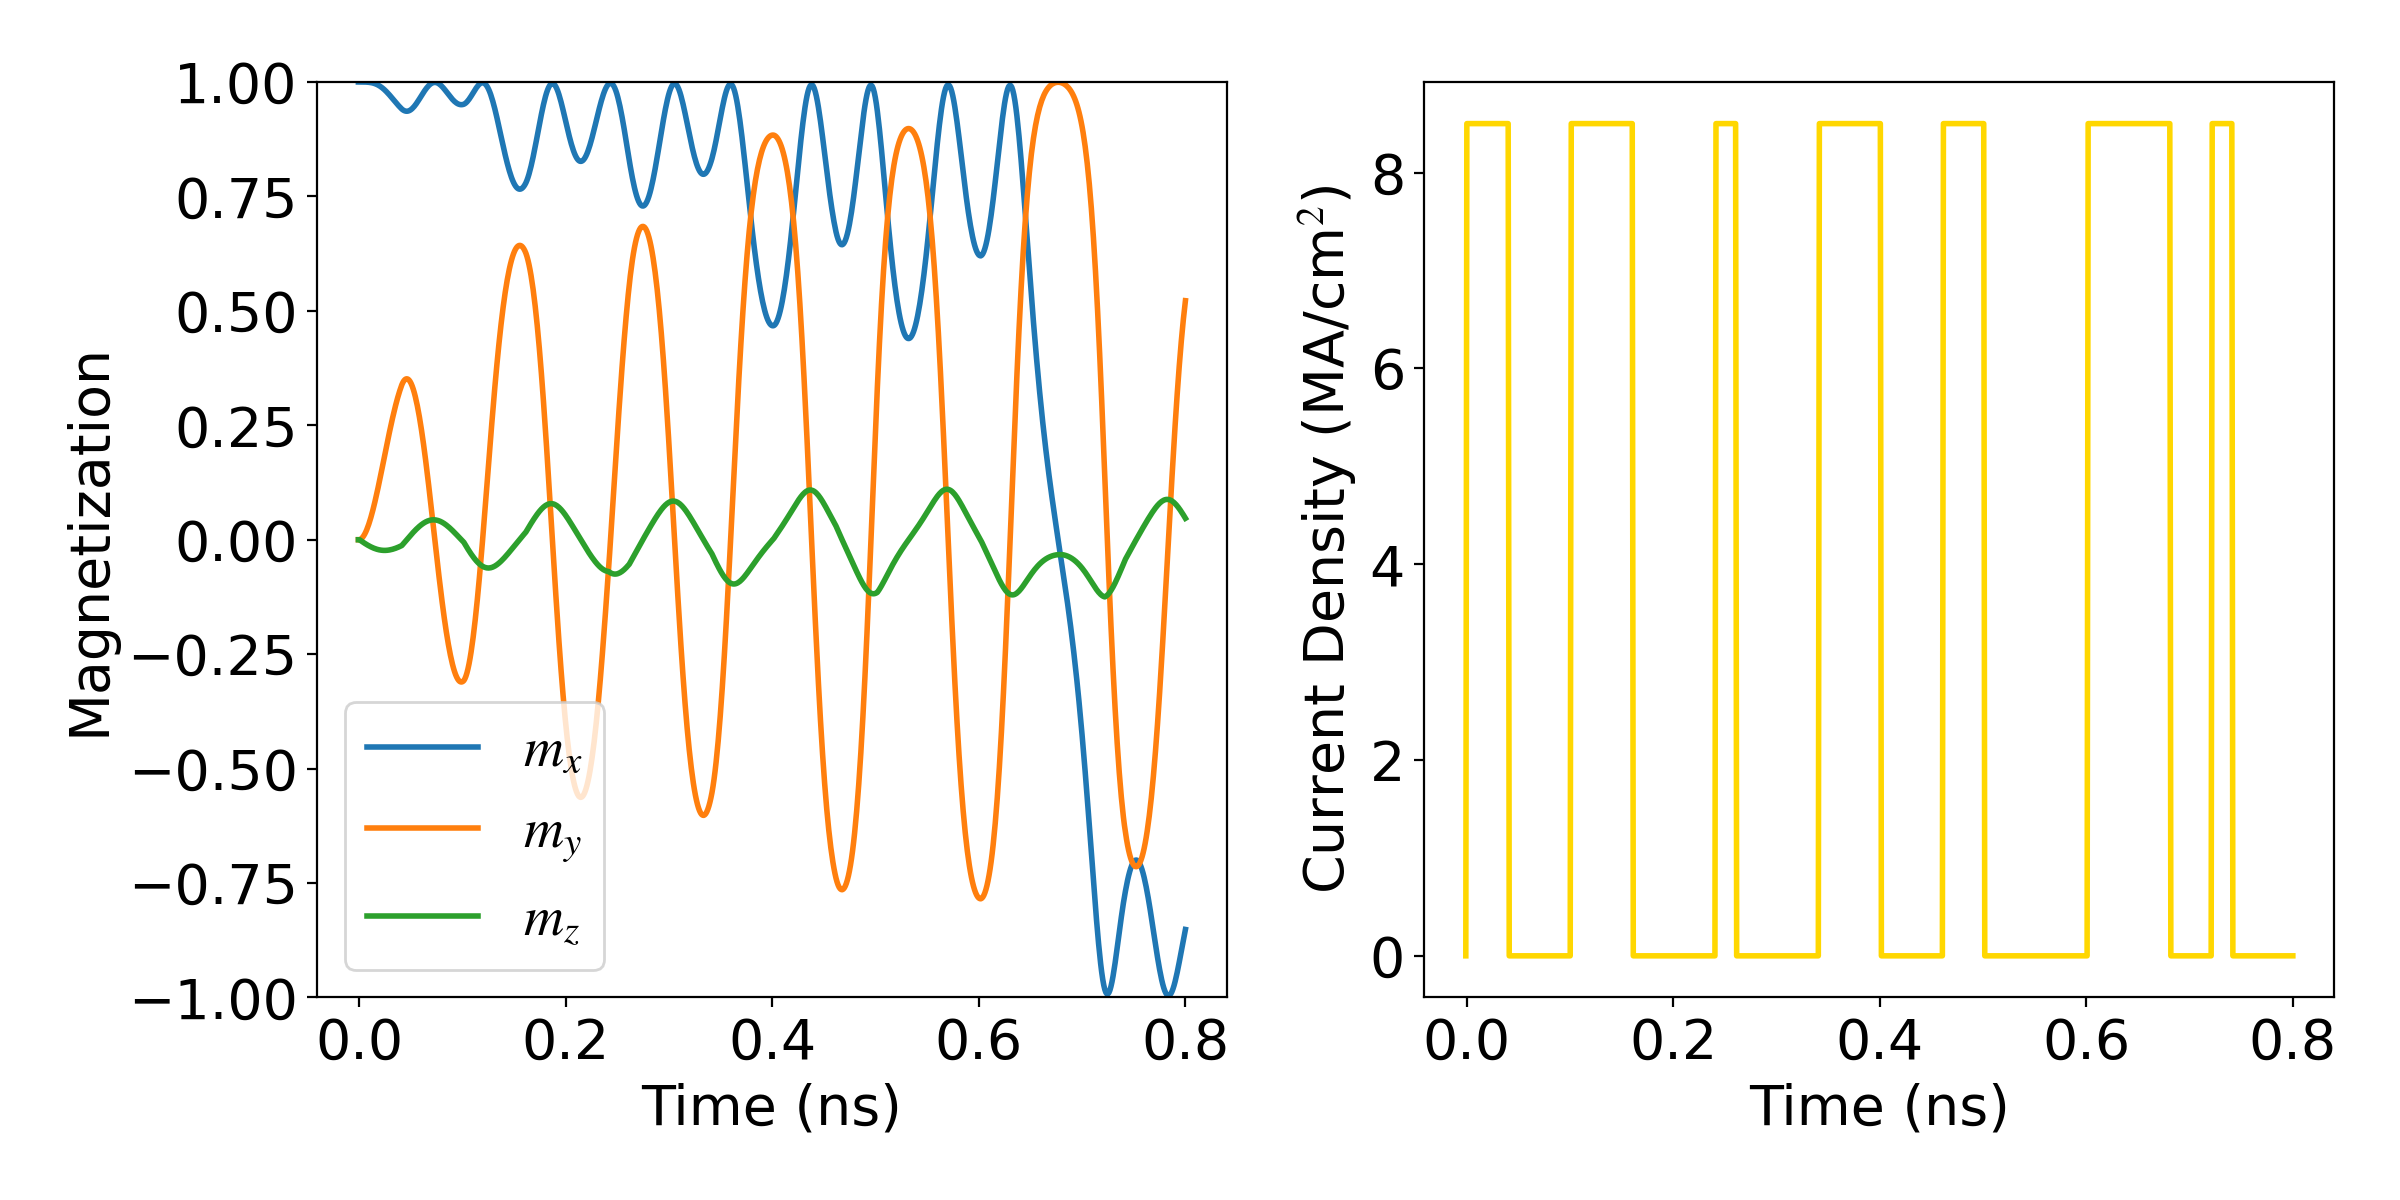 1.00
0.75
0.50
0.25
0.00
−0.25
−0.50
−0.75
−1.00
Magnetization
m_x
m_y
m_z
0.0 0.2 0.4 0.6 0.8
Time (ns)
8
6
4
2
0
Current Density (MA/cm²)
0.0 0.2 0.4 0.6 0.8
Time (ns)